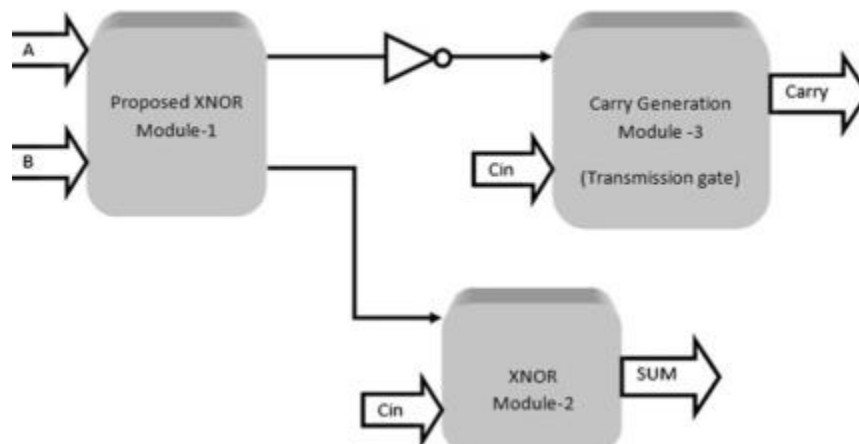 A
B
Proposed XNOR
Module-1
Carry Generation
Module -3
(Transmission gate)
Cin
Carry
XNOR
Module-2
Cin
SUM